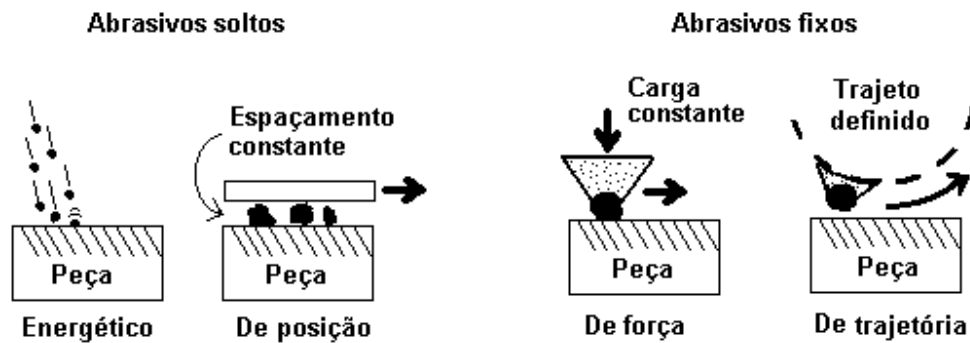 Abrasivos soltos
Abrasivos fixos
Espaçamento
constante
Carga
constante
Trajeto
definido
Peça
Peça
Peça
Peça
Energético
De posição
De força
De trajetória